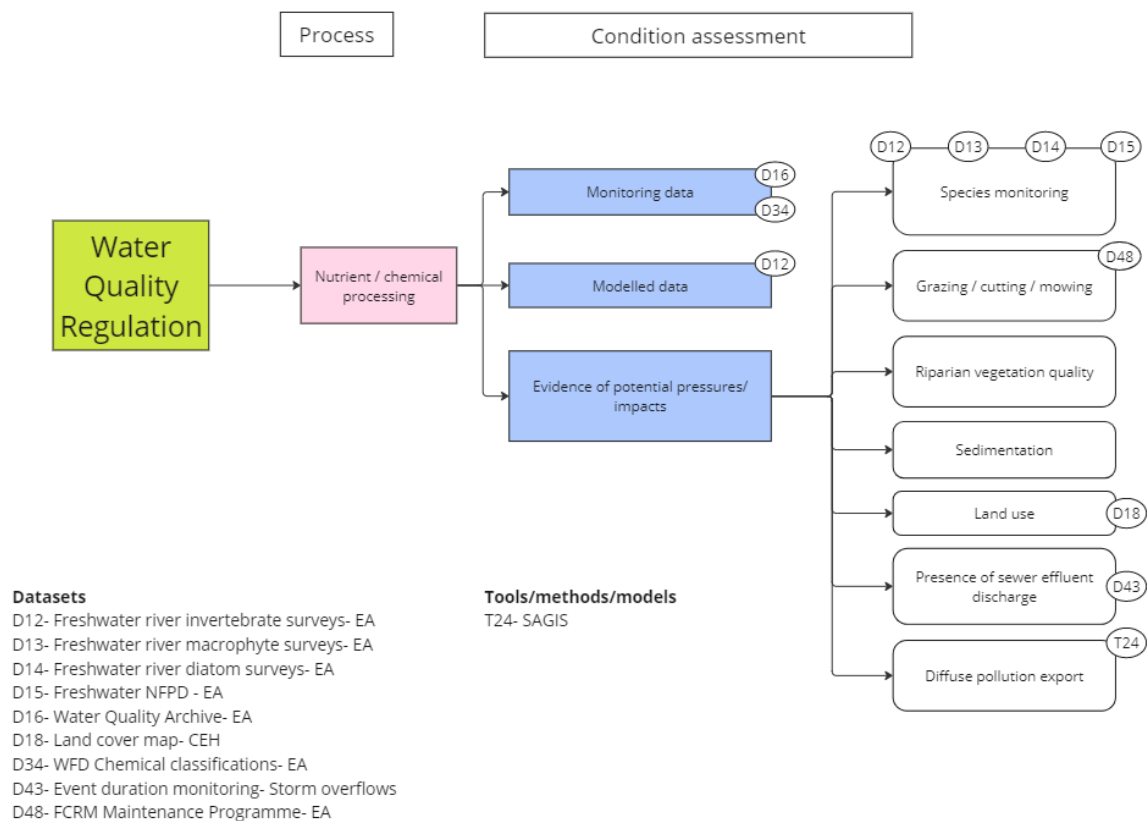 Process
Condition assessment
D12
D13
D14
D15
Species monitoring
D16
Monitoring data
D34
Water
Quality
Regulation
Nutrient / chemical
processing
D12
Modelled data
D48
Grazing / cutting / mowing
Evidence of potential pressures/
impacts
Riparian vegetation quality
Sedimentation
Land use
D18
Presence of sewer effluent
discharge
D43
T24
Diffuse pollution export
Datasets
D12- Freshwater river invertebrate surveys- EA
D13- Freshwater river macrophyte surveys- EA
D14- Freshwater river diatom surveys- EA
D15- Freshwater NFPD - EA
D16- Water Quality Archive- EA
D18- Land cover map- CEH
D34- WFD Chemical classifications- EA
D43- Event duration monitoring- Storm overflows
D48- FCRM Maintenance Programme- EA
Tools/methods/models
T24- SAGIS